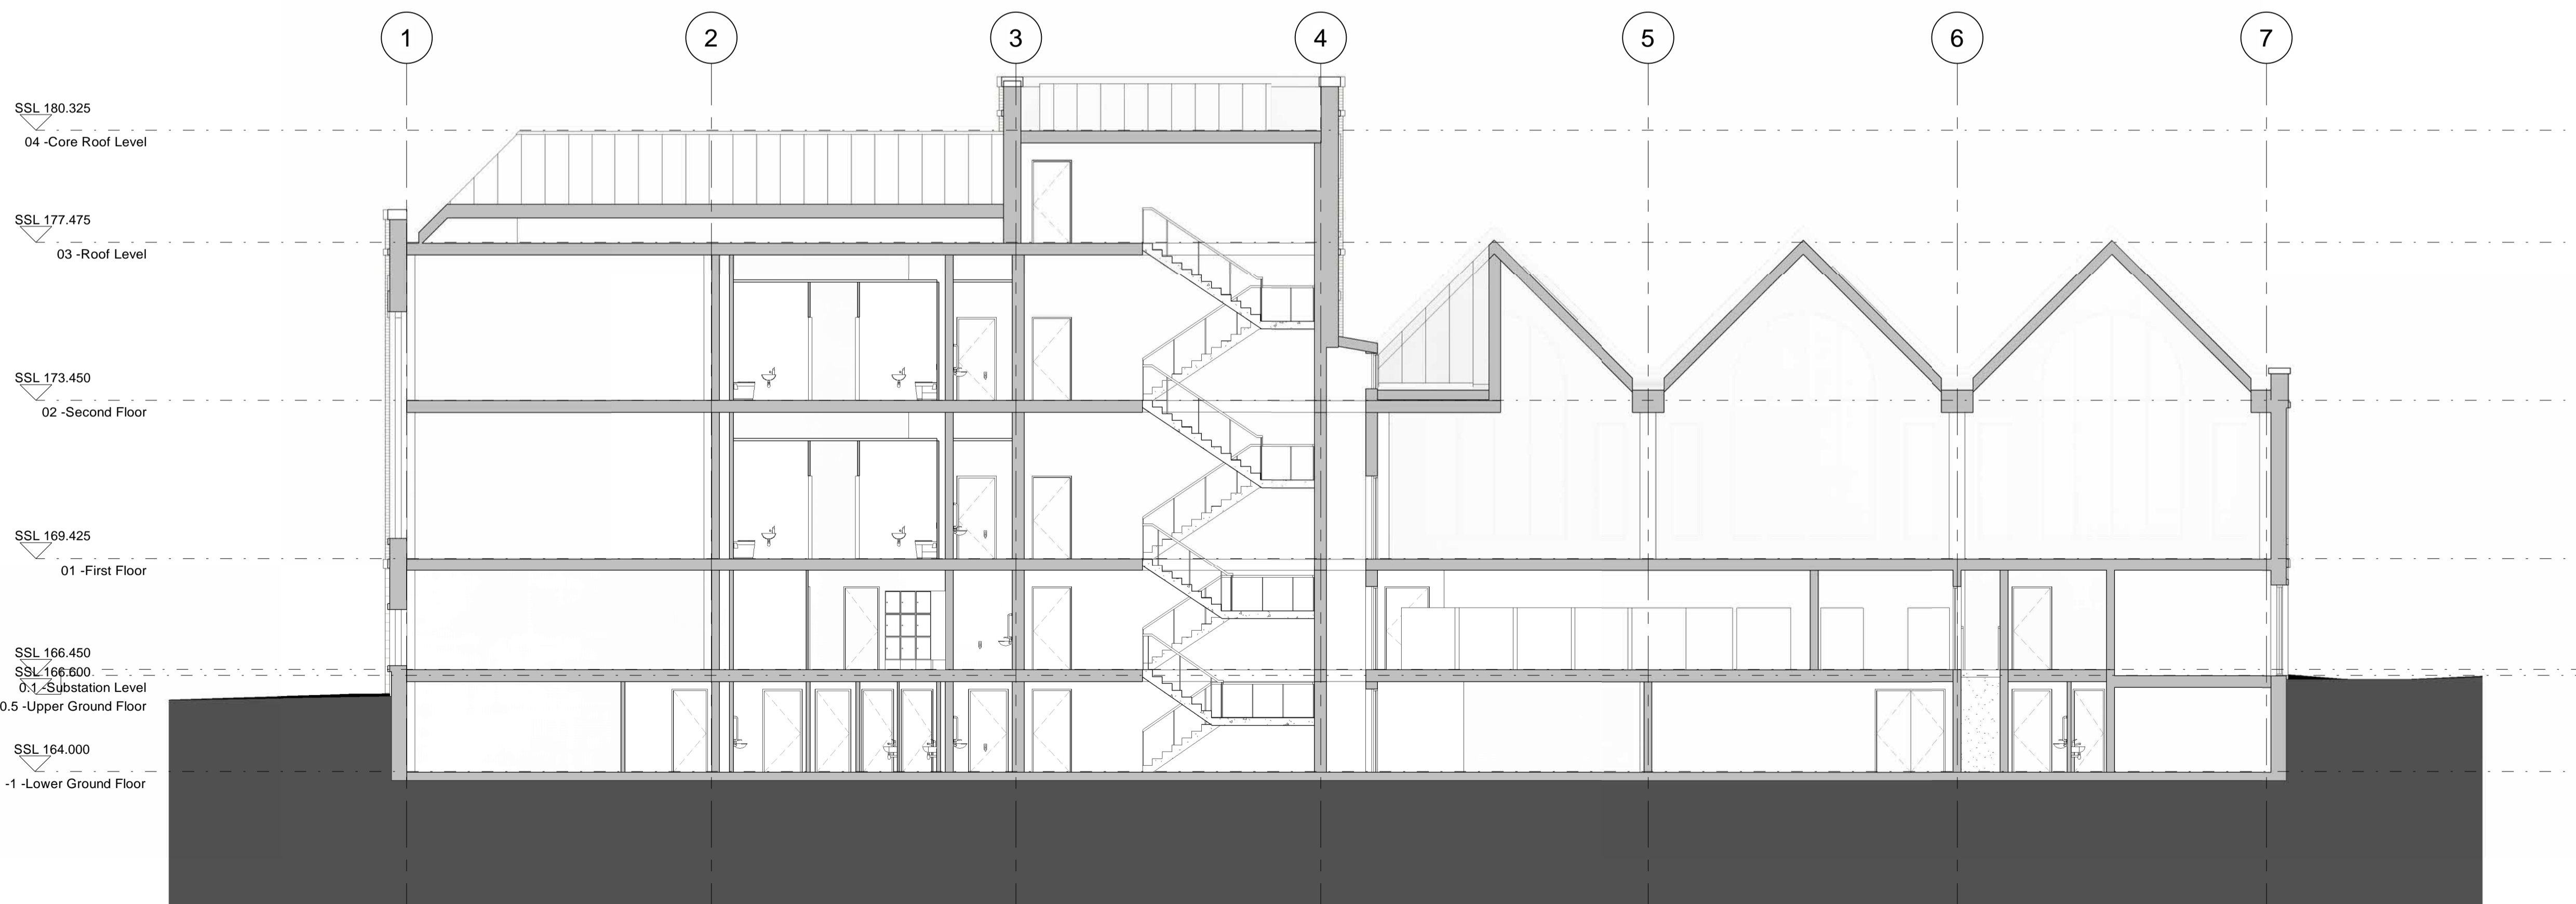 1 2 3 4 5 6 7
SSL 180.325
04 -Core Roof Level
SSL 177.475
03 -Roof Level
SSL 173.450
02 -Second Floor
SSL 169.425
01 -First Floor
SSL 166.450
SSL 166.600
0.1 -Substation Level
0.5 -Upper Ground Floor
SSL 164.000
-1 -Lower Ground Floor